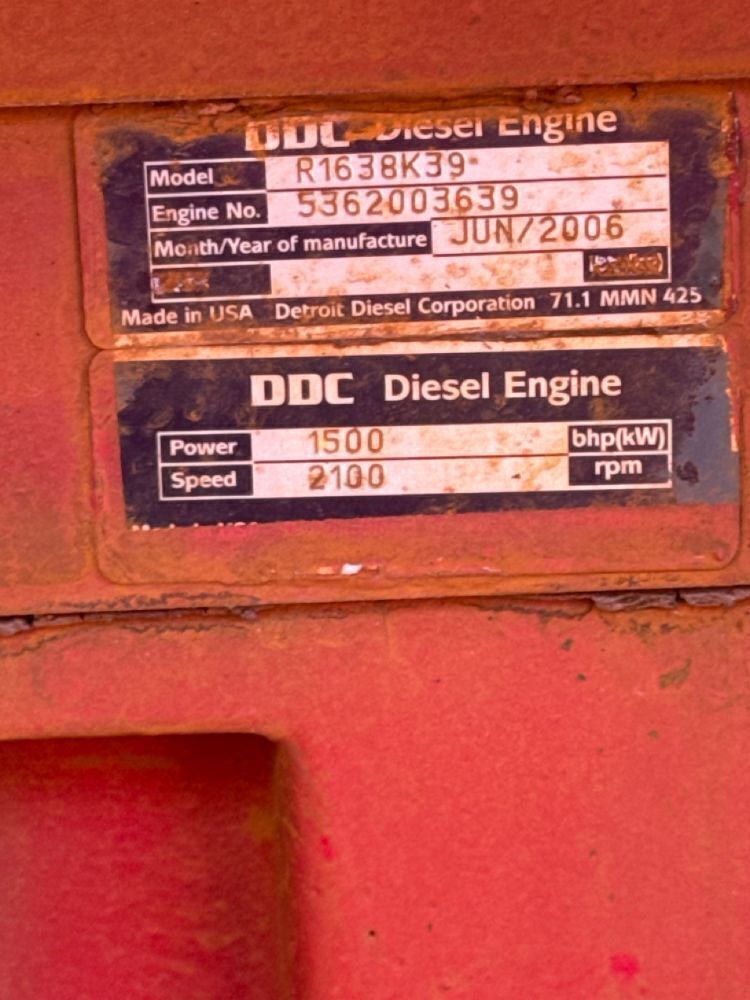 DDC Diesel Engine
Model R1638K39
Engine No. 5362003639
Month/Year of manufacture JUN/2006
Made in USA Detroit Diesel Corporation 71.1 MMN 425
DDC Diesel Engine
Power 1500 bhp(kW)
Speed 2100 rpm